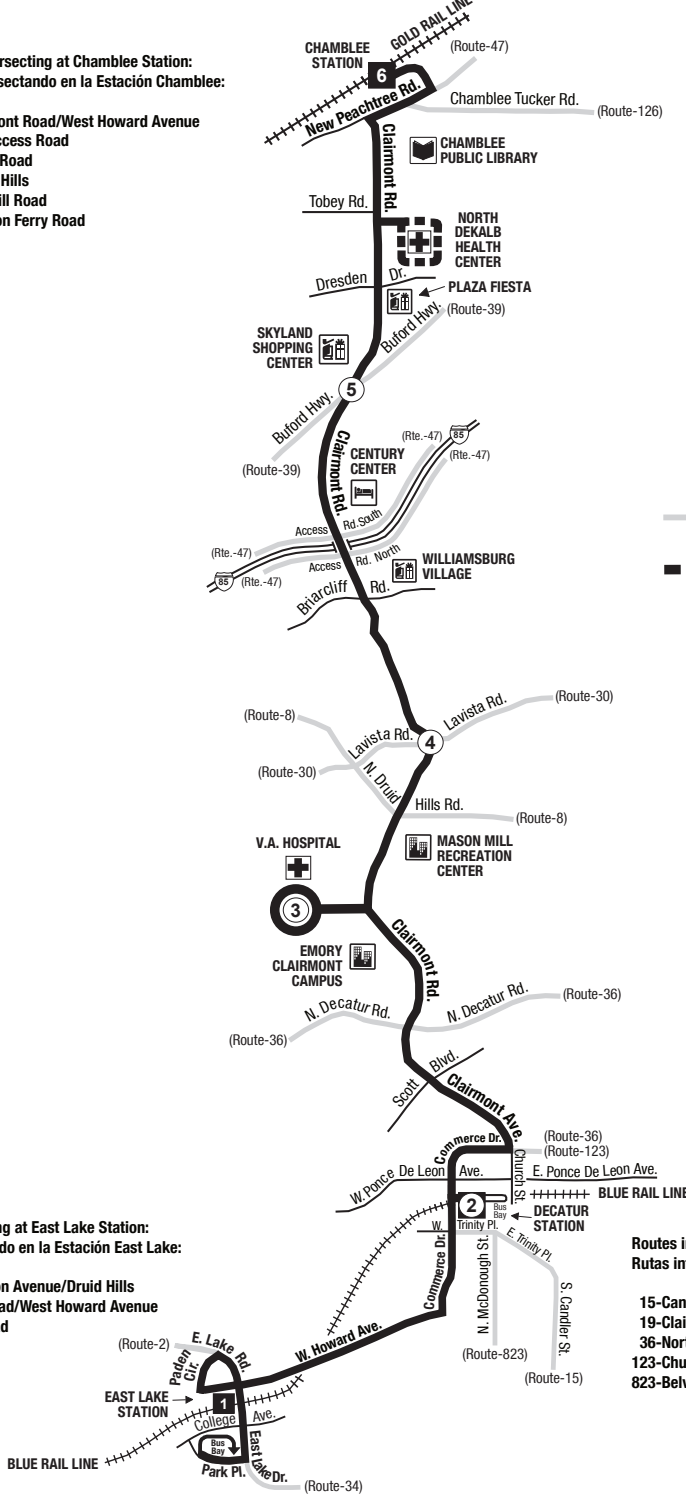 GOLD RAIL LINE
CHAMBLEE
STATION
6
(Route-47)
New Peachtree Rd.
Chamblee Tucker Rd.
(Route-126)
rsecting at Chamblee Station:
sectando en la Estación Chamblee:
ont Road/West Howard Avenue
ccess Road
Road
Hills
ill Road
on Ferry Road
Clairmont Rd.
CHAMBLEE
PUBLIC LIBRARY
Tobey Rd.
NORTH
DEKALB
HEALTH
CENTER
Dresden Dr.
PLAZA FIESTA
(Route-39)
Buford Hwy.
SKYLAND
SHOPPING
CENTER
5
Buford Hwy.
(Route-39)
Clairmont Rd.
CENTURY
CENTER
(Rte.-47)
85
(Rte.-47)
Access Rd. South
(Rte.-47)
Access Rd. North
85
(Rte.-47)
WILLIAMSBURG
VILLAGE
Briarcliff Rd.
(Route-8)
Lavista Rd.
(Route-30)
Lavista Rd.
4
(Route-30)
N. Druid
Hills Rd.
(Route-8)
V.A. HOSPITAL
MASON MILL
RECREATION
CENTER
3
Clairmont Rd.
EMORY
CLAIRMONT
CAMPUS
N. Decatur Rd.
N. Decatur Rd.
(Route-36)
(Route-36)
Scott Blvd.
Clairmont Ave.
Commerce Dr.
(Route-36)
(Route-123)
Church St.
W. Ponce De Leon Ave.
E. Ponce De Leon Ave.
BLUE RAIL LINE
2
Bus
Bay
DECATUR
STATION
W. Trinity Pl.
E. Trinity Pl.
Commerce Dr.
N. McDonough St.
S. Candler St.
(Route-823)
(Route-15)
Routes i
Rutas in
15-Can
19-Clai
36-Nor
123-Chu
823-Belv
ng at East Lake Station:
do en la Estación East Lake:
on Avenue/Druid Hills
ad/West Howard Avenue
d
(Route-2)
E. Lake Rd.
W. Howard Ave.
Paden
Cir.
EAST LAKE
STATION
1
College Ave.
Bus
Bay
East Lake Dr.
BLUE RAIL LINE
Park Pl.
(Route-34)